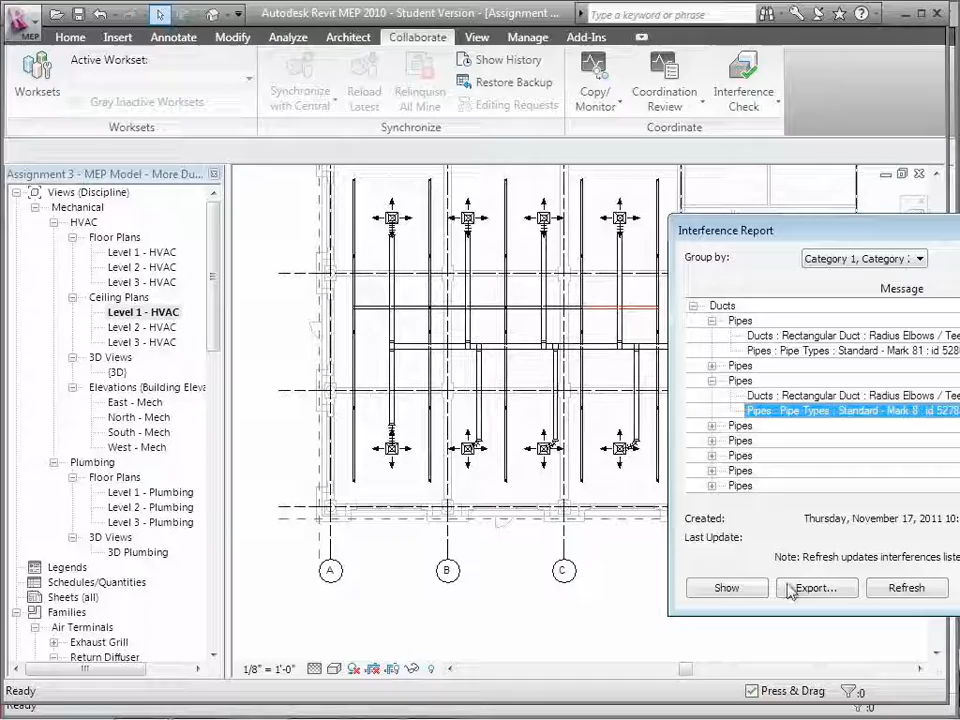 Autodesk Revit MEP 2010 - Student Version - [Assignment ...
Type a keyword or phrase
MEP
Home Insert Annotate Modify Analyze Architect Collaborate View Manage Add-Ins
Worksets
Active Workset:
Gray Inactive Worksets
Synchronize with Central
Reload Latest
Relinquish All Mine
Show History
Restore Backup
Editing Requests
Copy/ Monitor
Coordination Review
Interference Check
Worksets
Synchronize
Coordinate
Assignment 3 - MEP Model - More Du...
Views (Discipline)
Mechanical
HVAC
Floor Plans
Level 1 - HVAC
Level 2 - HVAC
Level 3 - HVAC
Ceiling Plans
Level 1 - HVAC
Level 2 - HVAC
Level 3 - HVAC
3D Views
{3D}
Elevations (Building Eleva
East - Mech
North - Mech
South - Mech
West - Mech
Plumbing
Floor Plans
Level 1 - Plumbing
Level 2 - Plumbing
Level 3 - Plumbing
3D Views
3D Plumbing
Legends
Schedules/Quantities
Sheets (all)
Families
Air Terminals
Exhaust Grill
Return Diffuser
A
B
C
1/8" = 1'-0"
Interference Report
Group by:
Category 1, Category :
Message
Ducts
Pipes
Ducts : Rectangular Duct : Radius Elbows / Tee
Pipes : Pipe Types : Standard - Mark 81 : id 528
Pipes
Pipes
Ducts : Rectangular Duct : Radius Elbows / Tee
Pipes : Pipe Types : Standard - Mark 8 id 5278
Pipes
Pipes
Pipes
Pipes
Pipes
Created:
Thursday, November 17, 2011 10:
Last Update:
Note: Refresh updates interferences liste
Show
Export...
Refresh
Ready
Press & Drag
:0
Ready
:0